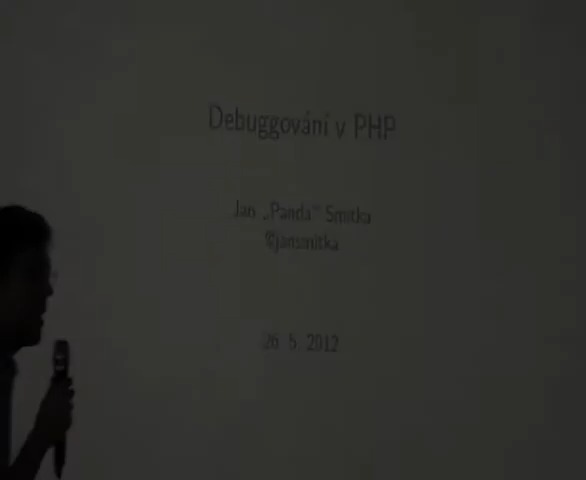 Debuggování v PHP
Jan „Panda“ Smitka
@jansmitka
26. 5. 2012